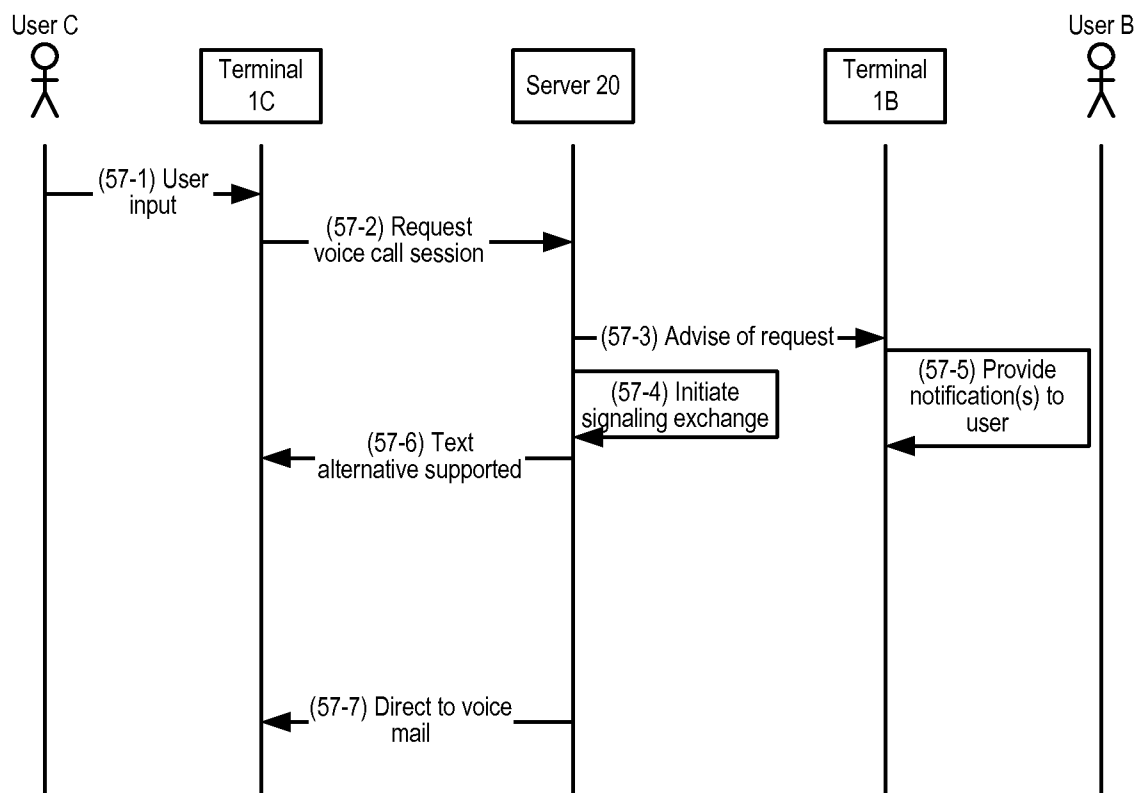 User C
User B
Terminal
1C
Server 20
Terminal
1B
(57-1) User
input
(57-2) Request
voice call session
(57-3) Advise of request
(57-4) Initiate
signaling exchange
(57-5) Provide
notification(s) to
user
(57-6) Text
alternative supported
(57-7) Direct to voice
mail